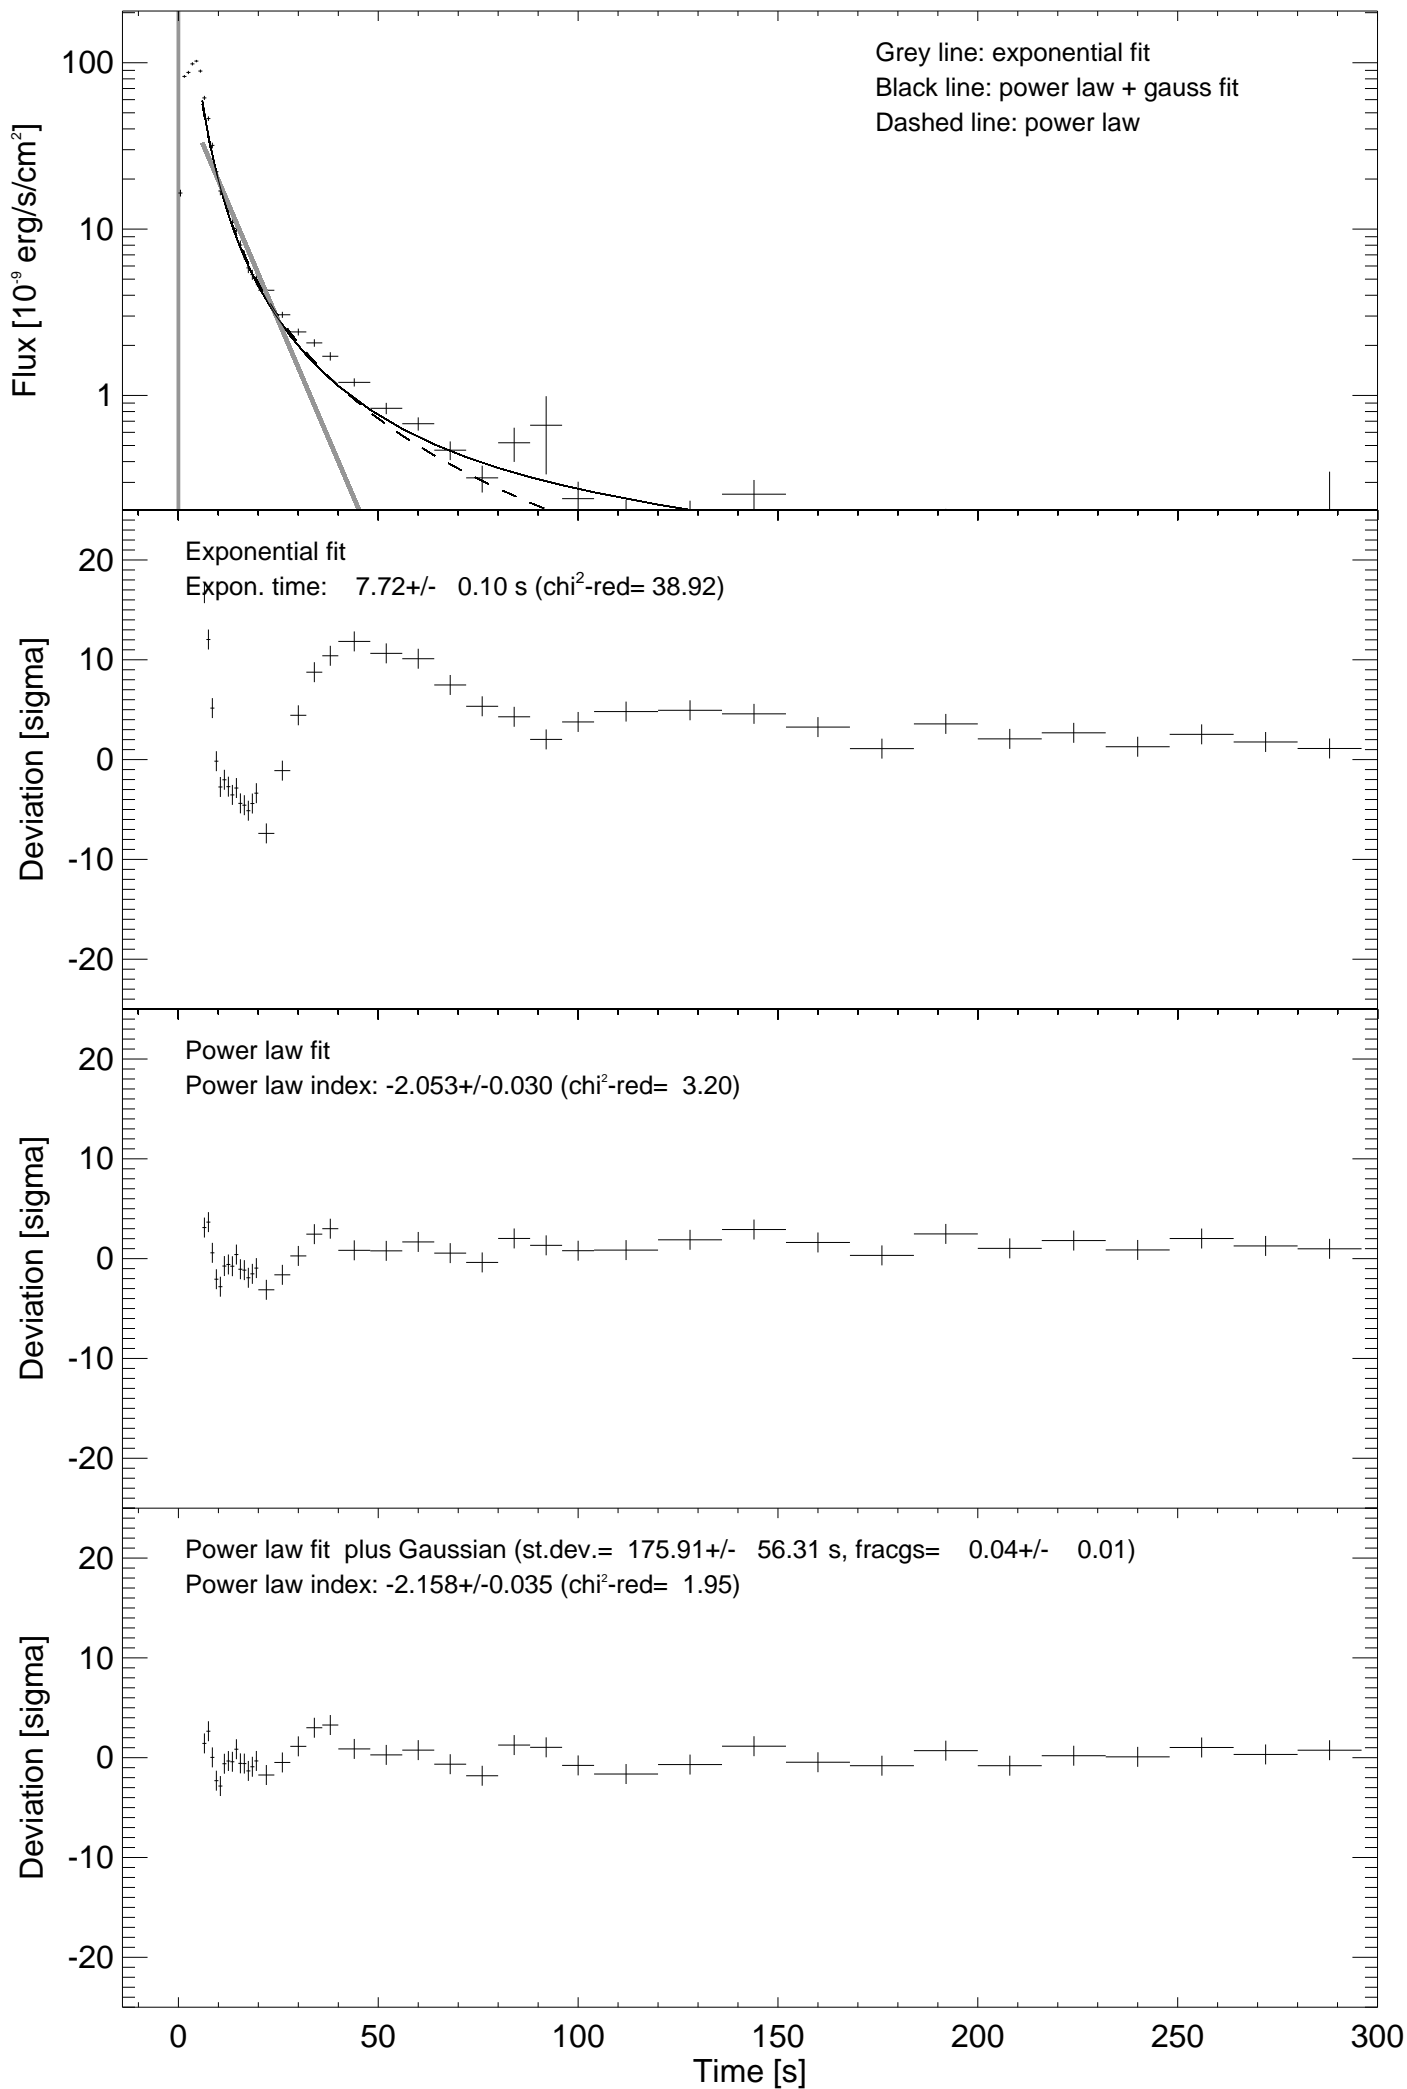 Grey line: exponential fit
Black line: power law + gauss fit
Dashed line: power law
100
10
1
Flux [10⁻⁹ erg/s/cm²]
Exponential fit
Expon. time: 7.72+/- 0.10 s (chi²-red= 38.92)
20
10
0
-10
-20
Deviation [sigma]
Power law fit
Power law index: -2.053+/-0.030 (chi²-red= 3.20)
20
10
0
-10
-20
Deviation [sigma]
Power law fit plus Gaussian (st.dev.= 175.91+/- 56.31 s, fracgs= 0.04+/- 0.01)
Power law index: -2.158+/-0.035 (chi²-red= 1.95)
20
10
0
-10
-20
Deviation [sigma]
0 50 100 150 200 250 300
Time [s]